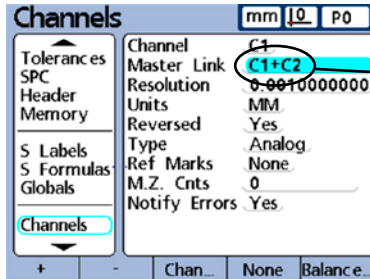 Channels mm 0 P0
Tolerances
SPC
Header
Memory
S Labels
S Formulas
Globals
Channels
Channel C1
Master Link C1+C2
Resolution 0.0010000000
Units MM
Reversed Yes
Type Analog
Ref Marks None
M.Z. Cnts 0
Notify Errors Yes
+ - Chan... None Balance..